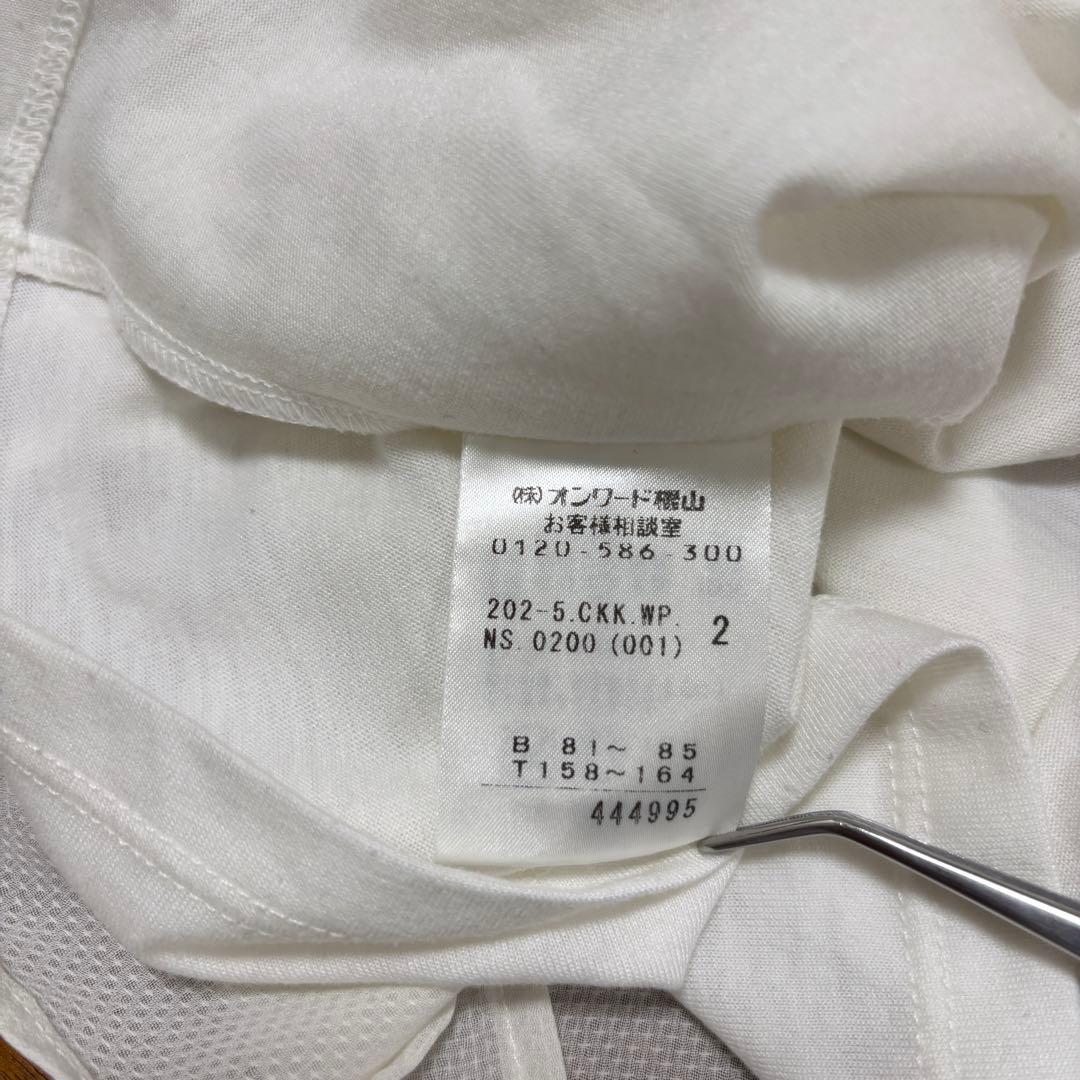 (株)オンワード樫山
お客様相談室
0120-586-300
202-5.CKK.WP.
NS.0200(001) 2
B 81~ 85
T158~164
444995